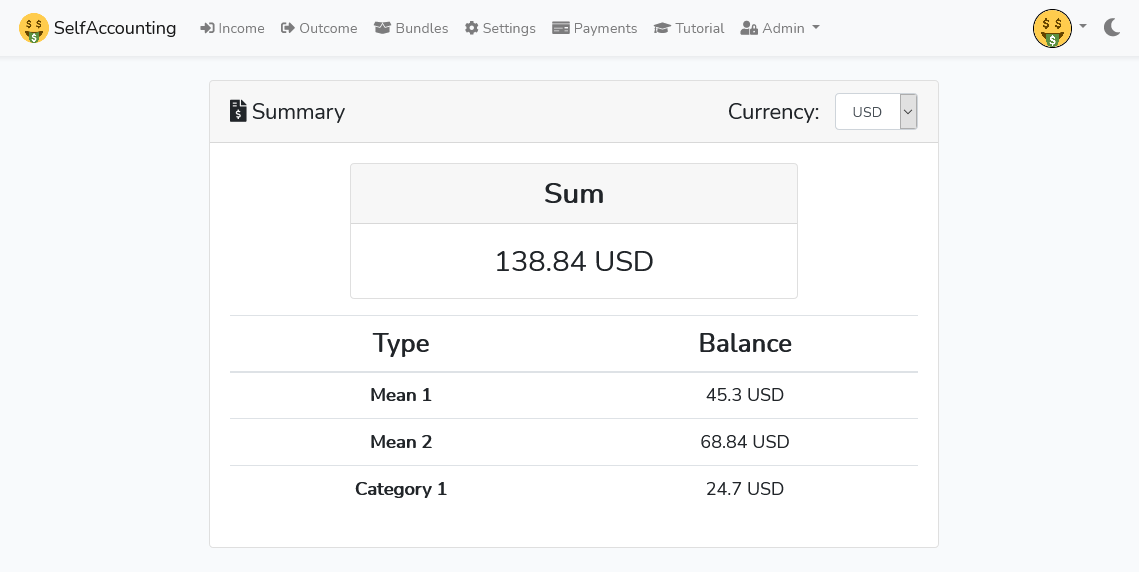 SelfAccounting Income Outcome Bundles Settings Payments Tutorial Admin
Summary Currency: USD
Sum
138.84 USD
Type Balance
Mean 1 45.3 USD
Mean 2 68.84 USD
Category 1 24.7 USD